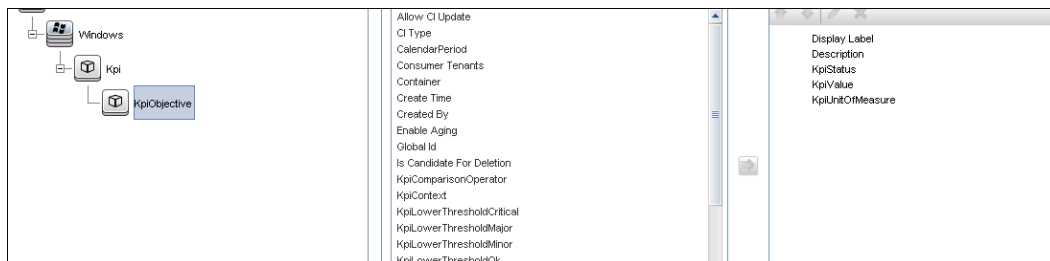 Windows
Kpi
KpiObjective
Allow CI Update
CI Type
CalendarPeriod
Consumer Tenants
Container
Create Time
Created By
Enable Aging
Global Id
Is Candidate For Deletion
KpiComparisonOperator
KpiContext
KpiLowerThresholdCritical
KpiLowerThresholdMajor
KpiLowerThresholdMinor
KpiLowerThresholdOk
Display Label
Description
KpiStatus
KpiValue
KpiUnitOfMeasure